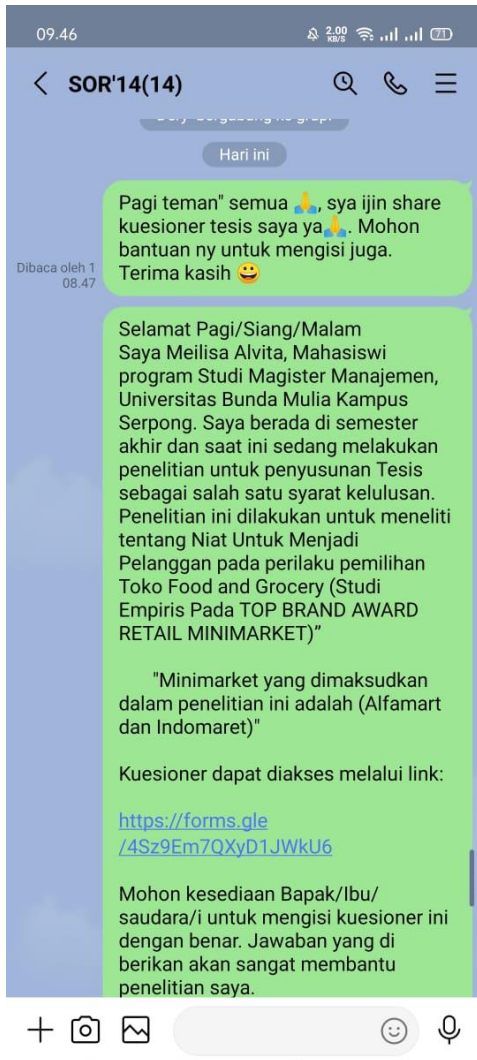 09.46
2.00
KB/S
71
SOR'14(14)
Hari ini
Pagi teman" semua 🙏, sya ijin share
kuesioner tesis saya ya🙏. Mohon
bantuan ny untuk mengisi juga.
Terima kasih 😀
Dibaca oleh 1
08.47
Selamat Pagi/Siang/Malam
Saya Meilisa Alvita, Mahasiswi
program Studi Magister Manajemen,
Universitas Bunda Mulia Kampus
Serpong. Saya berada di semester
akhir dan saat ini sedang melakukan
penelitian untuk penyusunan Tesis
sebagai salah satu syarat kelulusan.
Penelitian ini dilakukan untuk meneliti
tentang Niat Untuk Menjadi
Pelanggan pada perilaku pemilihan
Toko Food and Grocery (Studi
Empiris Pada TOP BRAND AWARD
RETAIL MINIMARKET)”
"Minimarket yang dimaksudkan
dalam penelitian ini adalah (Alfamart
dan Indomaret)"
Kuesioner dapat diakses melalui link:
https://forms.gle
/4Sz9Em7QXyD1JWkU6
Mohon kesediaan Bapak/Ibu/
saudara/i untuk mengisi kuesioner ini
dengan benar. Jawaban yang di
berikan akan sangat membantu
penelitian saya.